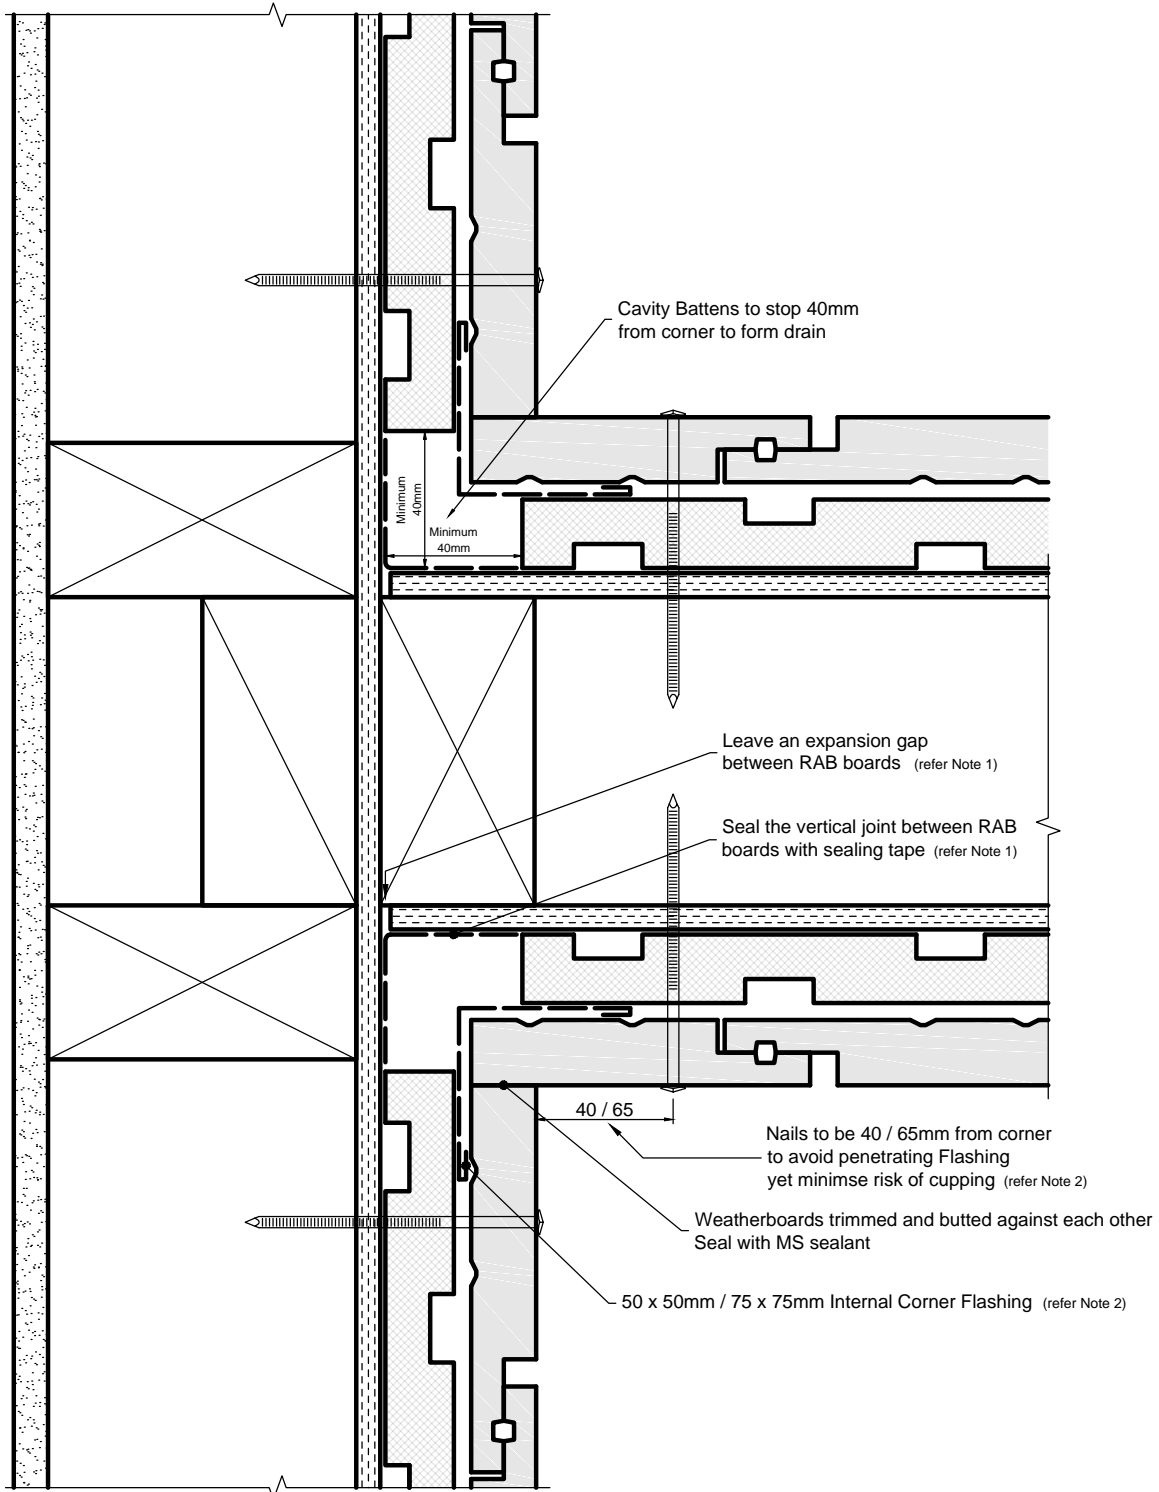 Cavity Battens to stop 40mm
from corner to form drain
Minimum
40mm
Minimum
40mm
Leave an expansion gap
between RAB boards (refer Note 1)
Seal the vertical joint between RAB
boards with sealing tape (refer Note 1)
40 / 65
Nails to be 40 / 65mm from corner
to avoid penetrating Flashing
yet minimse risk of cupping (refer Note 2)
Weatherboards trimmed and butted against each other
Seal with MS sealant
50 x 50mm / 75 x 75mm Internal Corner Flashing (refer Note 2)